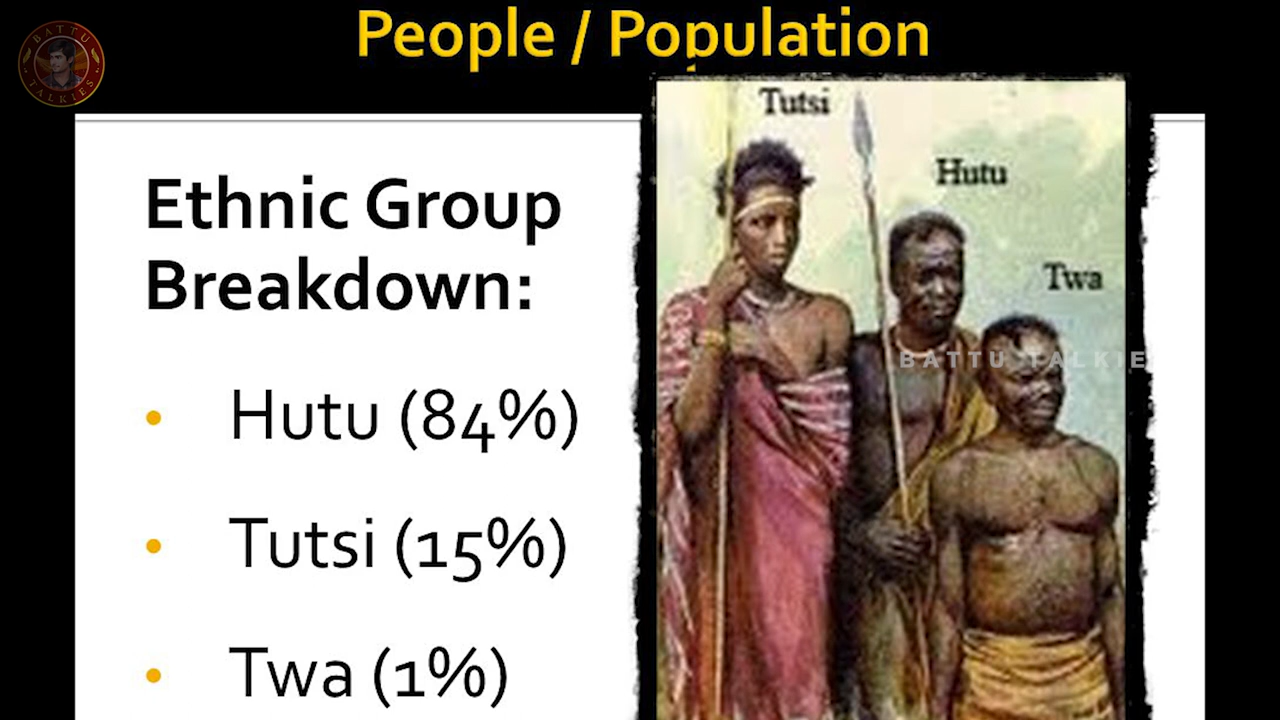 BATTU
TALKIES
People / Population
Tutsi
Hutu
Twa
Ethnic Group
Breakdown:
• Hutu (84%)
• Tutsi (15%)
• Twa (1%)
BATTU TALKIE